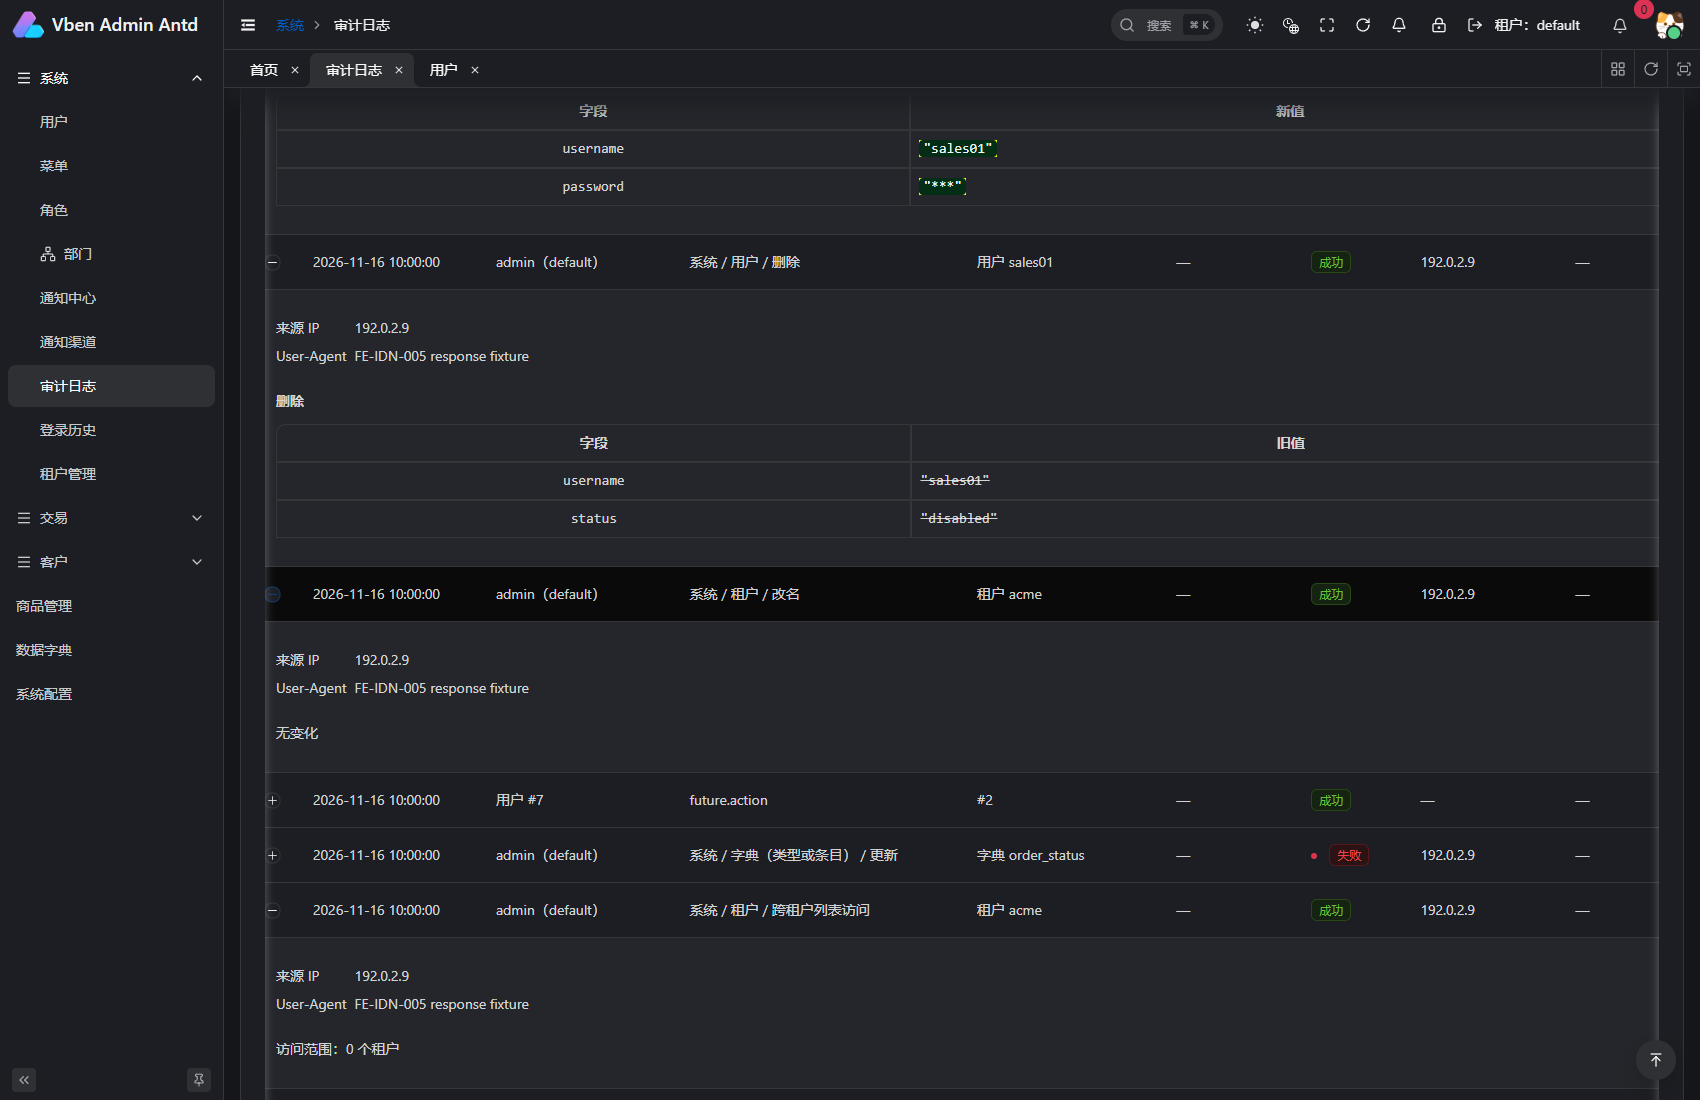 Vben Admin Antd
系统
审计日志
搜索
⌘ K
租户：default
0
首页
审计日志
用户
系统
用户
菜单
角色
部门
通知中心
通知渠道
审计日志
登录历史
租户管理
交易
客户
商品管理
数据字典
系统配置
字段 新值
username "sales01"
password "***"
2026-11-16 10:00:00 admin（default） 系统 / 用户 / 删除 用户 sales01 — 成功 192.0.2.9 —
来源 IP 192.0.2.9
User-Agent FE-IDN-005 response fixture
删除
字段 旧值
username "sales01"
status "disabled"
2026-11-16 10:00:00 admin（default） 系统 / 租户 / 改名 租户 acme — 成功 192.0.2.9 —
来源 IP 192.0.2.9
User-Agent FE-IDN-005 response fixture
无变化
2026-11-16 10:00:00 用户 #7 future.action #2 — 成功 — —
2026-11-16 10:00:00 admin（default） 系统 / 字典（类型或条目） / 更新 字典 order_status — 失败 192.0.2.9 —
2026-11-16 10:00:00 admin（default） 系统 / 租户 / 跨租户列表访问 租户 acme — 成功 192.0.2.9 —
来源 IP 192.0.2.9
User-Agent FE-IDN-005 response fixture
访问范围：0 个租户